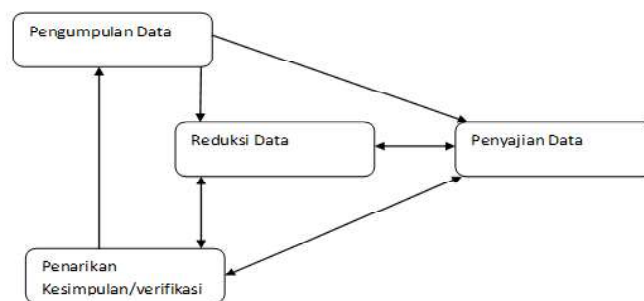 Pengumpulan Data
Reduksi Data
Penyajian Data
Penarikan
Kesimpulan/verifikasi